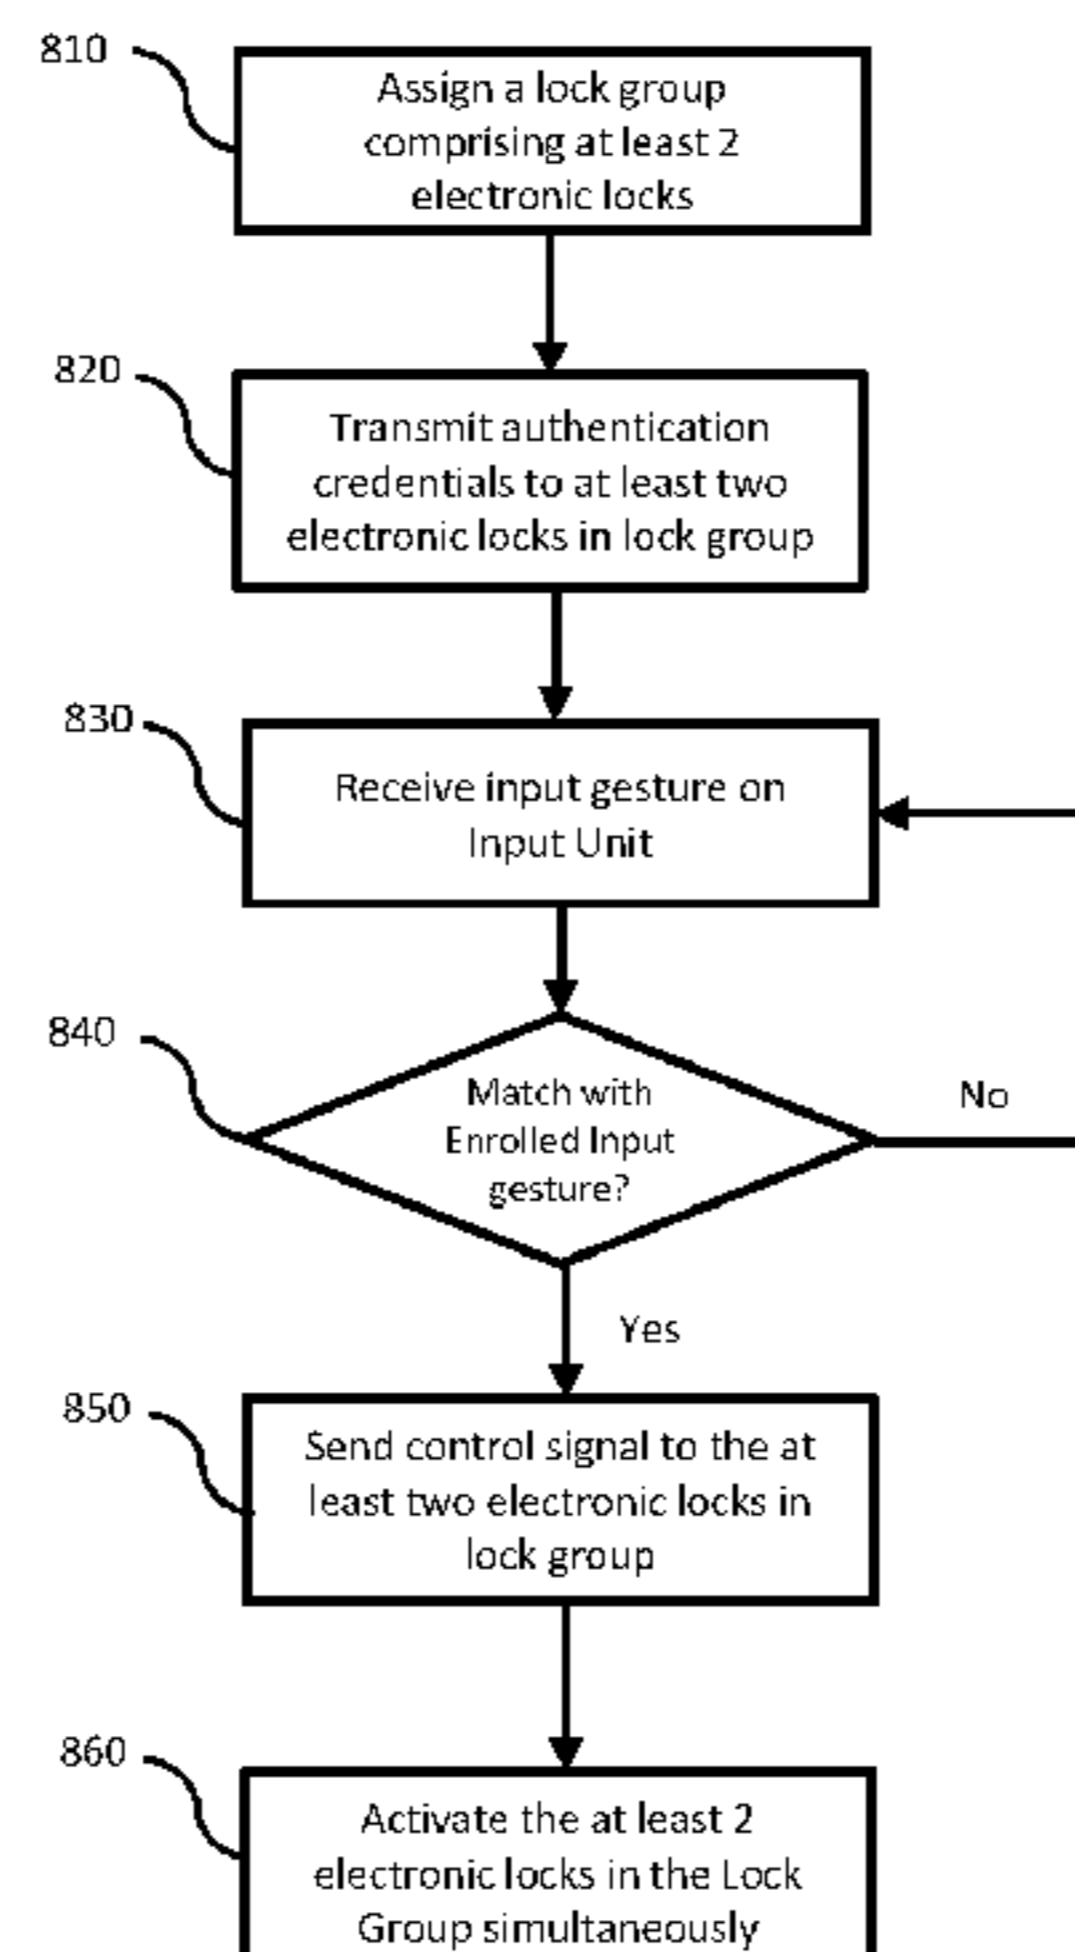 810
Assign a lock group
comprising at least 2
electronic locks
820
Transmit authentication
credentials to at least two
electronic locks in lock group
830
Receive input gesture on
Input Unit
840
Match with
Enrolled Input
gesture?
No
Yes
850
Send control signal to the at
least two electronic locks in
lock group
860
Activate the at least 2
electronic locks in the Lock
Group simultaneously